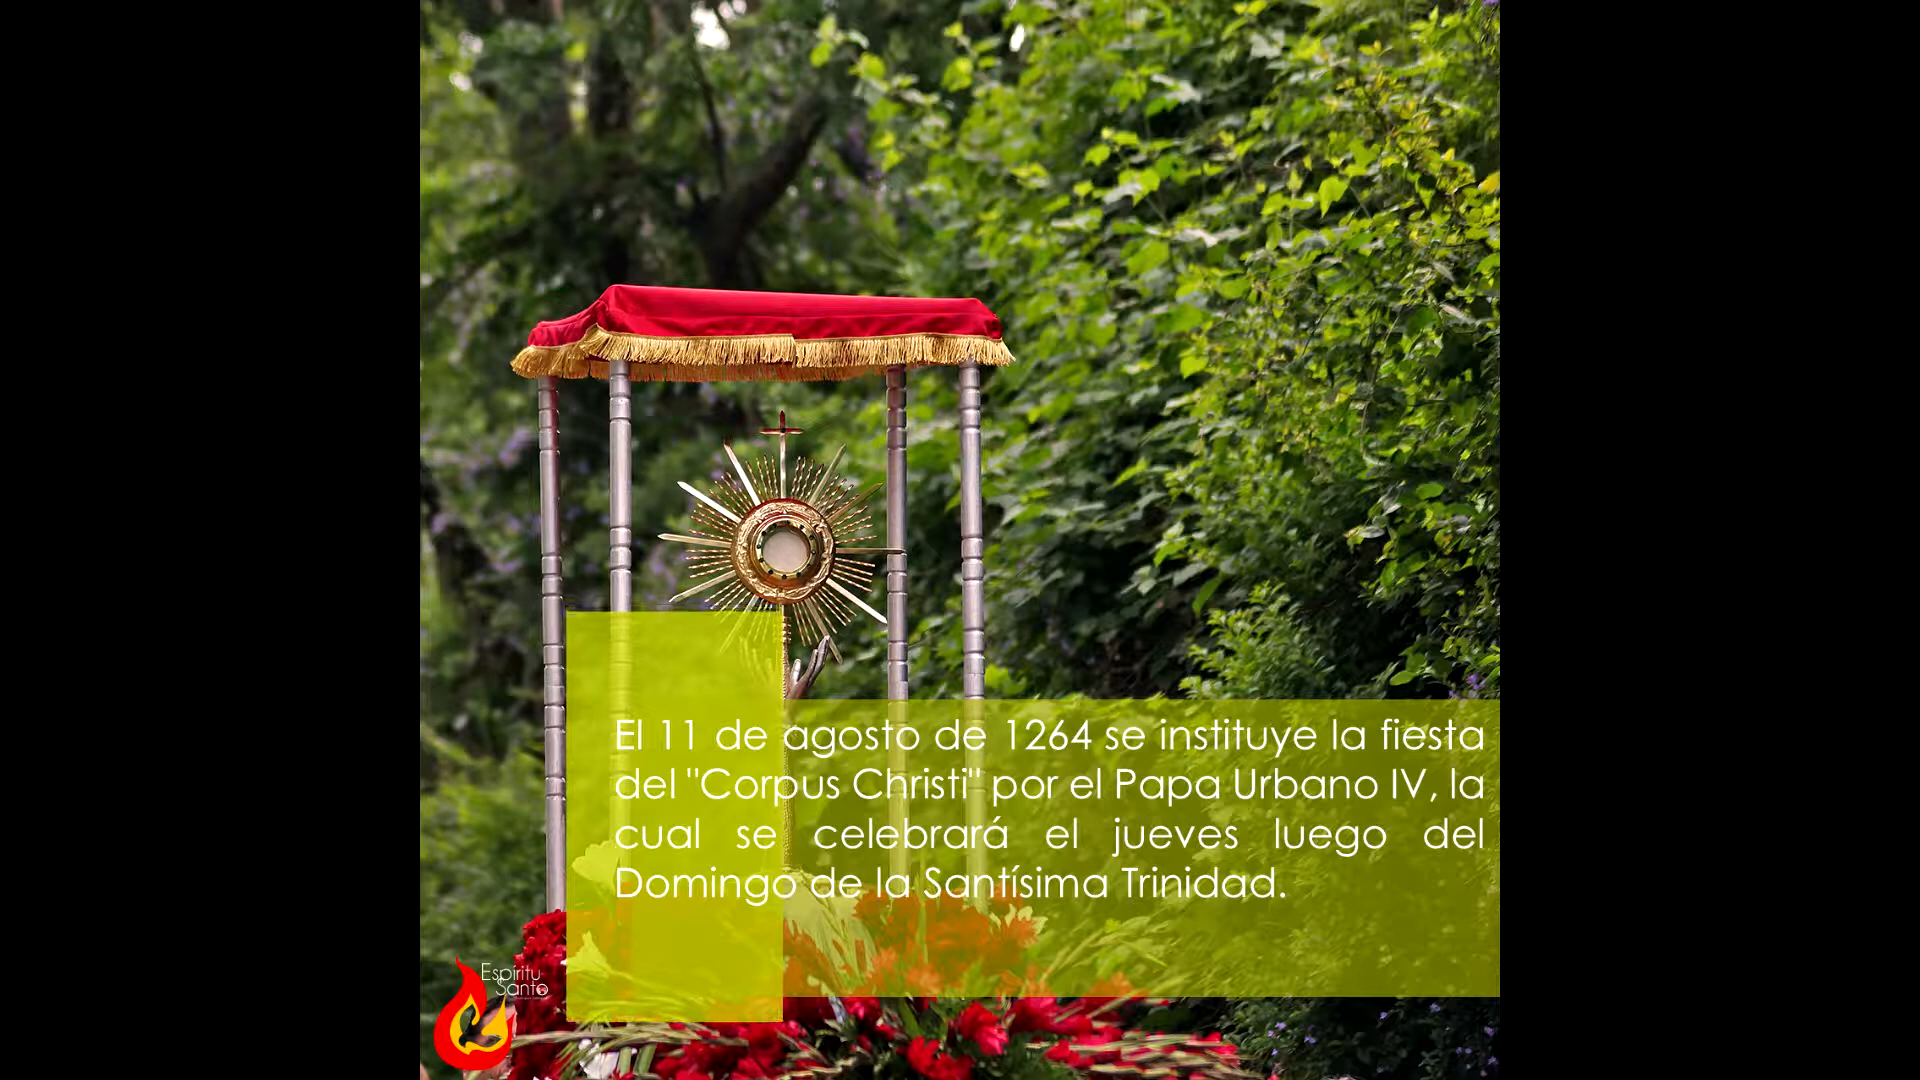 El 11 de agosto de 1264 se instituye la fiesta
del "Corpus Christi" por el Papa Urbano IV, la
cual se celebrará el jueves luego del
Domingo de la Santísima Trinidad.
Espíritu
Santo